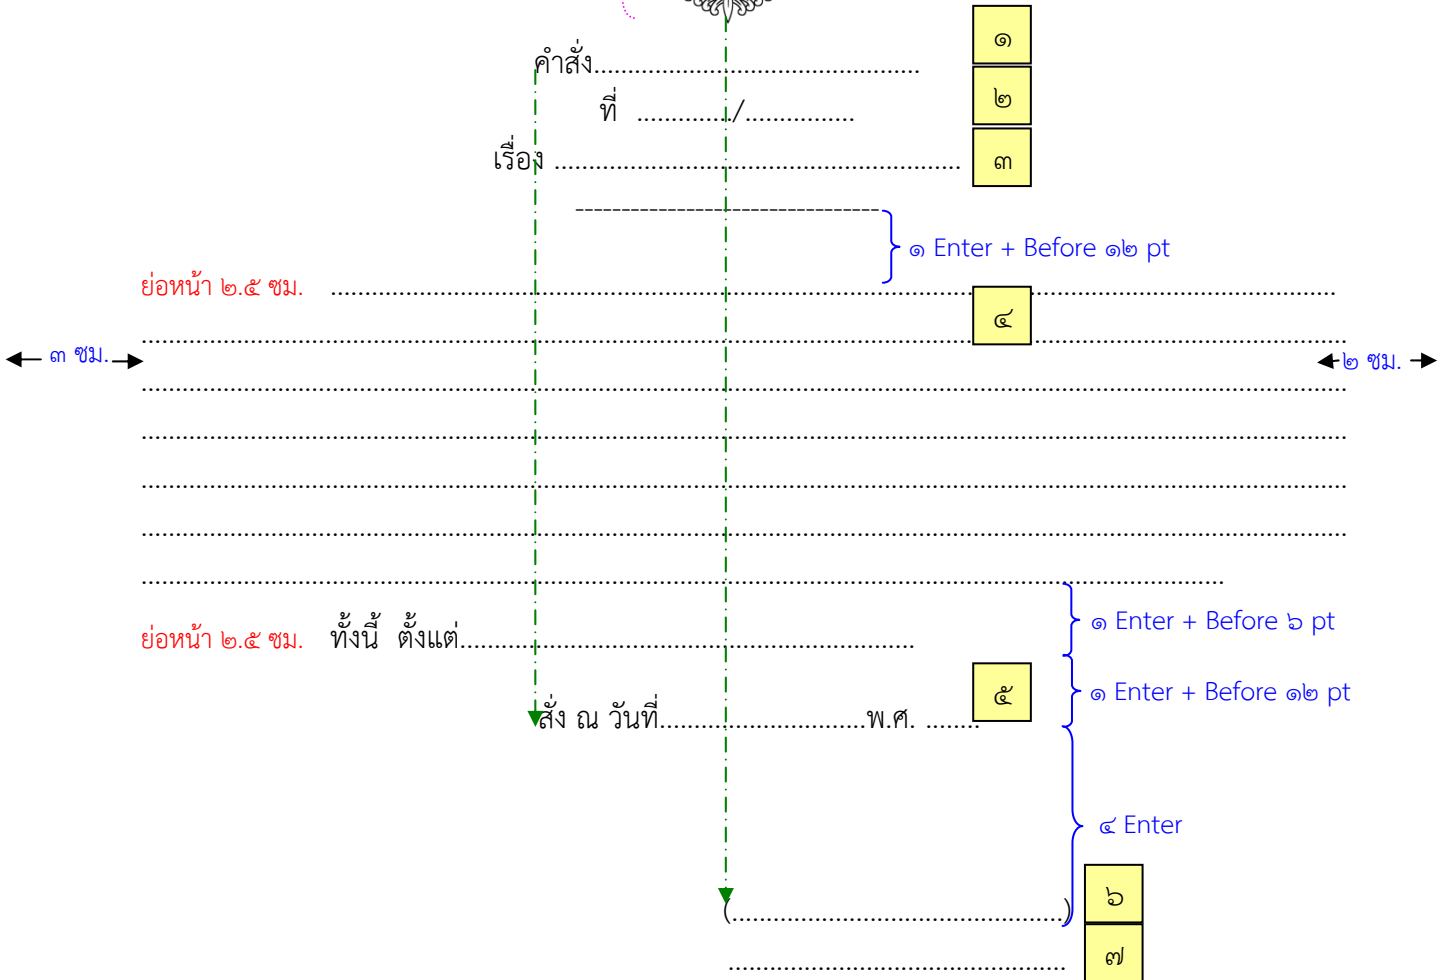 คำสั่ง................................................ ๑
ที่ ............../................ ๒
เรื่อง ............................................................ ๓
---------------------------------
๑ Enter + Before ๑๒ pt
ย่อหน้า ๒.๕ ซม. ....................................................................................................
๔
....................................................................................................
๓ ซม. ๒ ซม.
....................................................................................................
....................................................................................................
....................................................................................................
....................................................................................................
....................................................................................................
๑ Enter + Before ๖ pt
ย่อหน้า ๒.๕ ซม. ทั้งนี้ ตั้งแต่...................................................................
๕ ๑ Enter + Before ๑๒ pt
สั่ง ณ วันที่..............................พ.ศ. ........
๔ Enter
(.................................................) ๖
.................................................. ๗